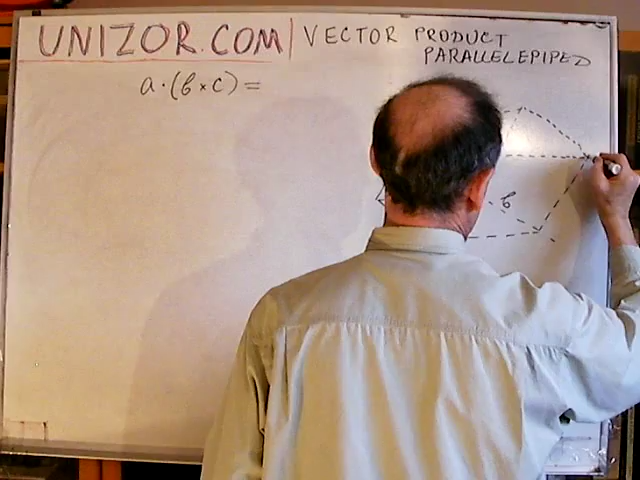 UNIZOR.COM | VECTOR PRODUCT
PARALLELEPIPED
a·(b×c)=
b